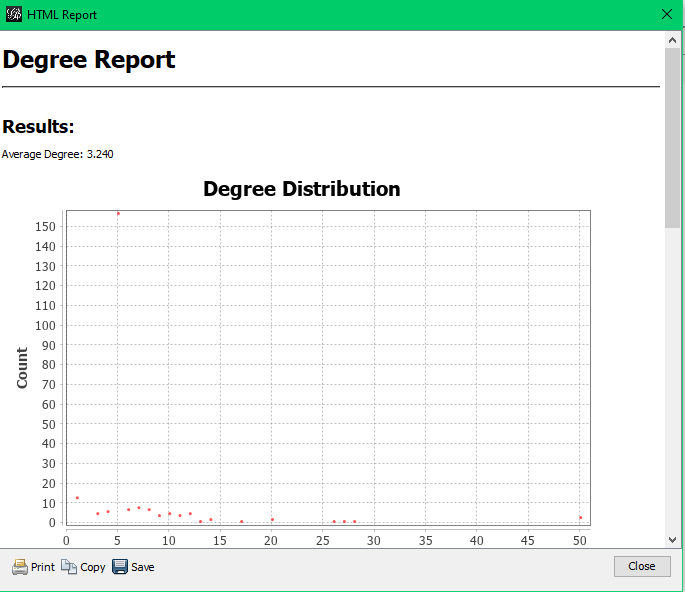 HTML Report
Degree Report
Results:
Average Degree: 3.240
Degree Distribution
150
140
130
120
110
100
90
80
70
60
50
40
30
20
10
0
Count
0 5 10 15 20 25 30 35 40 45 50
Print Copy Save Close